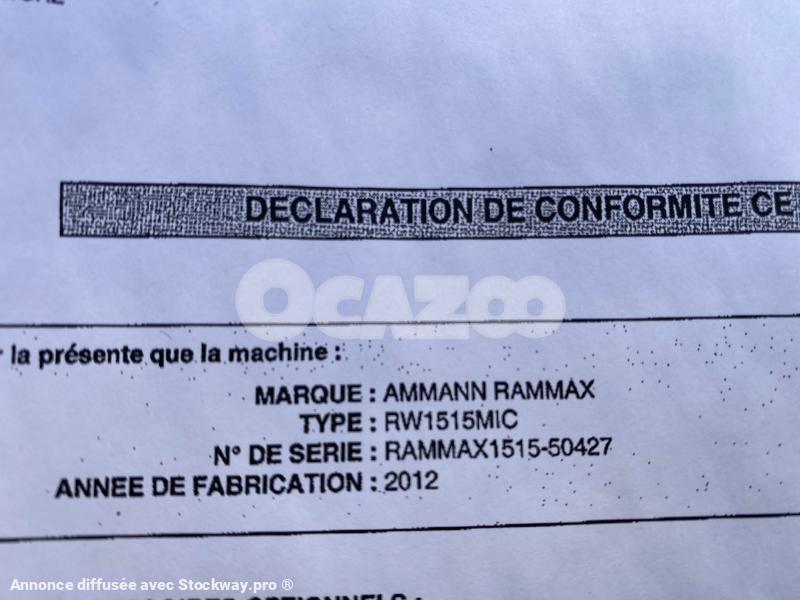 DECLARATION DE CONFORMITE CE
OCAZOO
la présente que la machine :
MARQUE : AMMANN RAMMAX
TYPE : RW1515MIC
N° DE SERIE : RAMMAX1515-50427
ANNEE DE FABRICATION : 2012
OPTIONNELS :
Annonce diffusée avec Stockway.pro ®